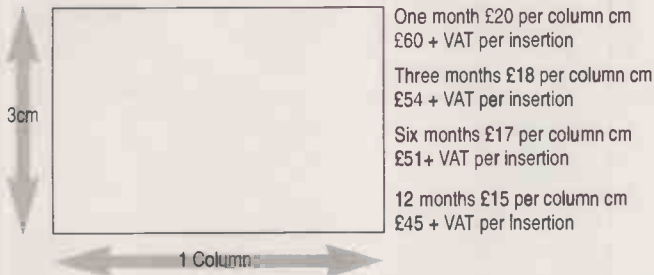 3cm
1 Column
One month £20 per column cm
£60 + VAT per insertion
Three months £18 per column cm
£54 + VAT per insertion
Six months £17 per column cm
£51+ VAT per insertion
12 months £15 per column cm
£45 + VAT per Insertion